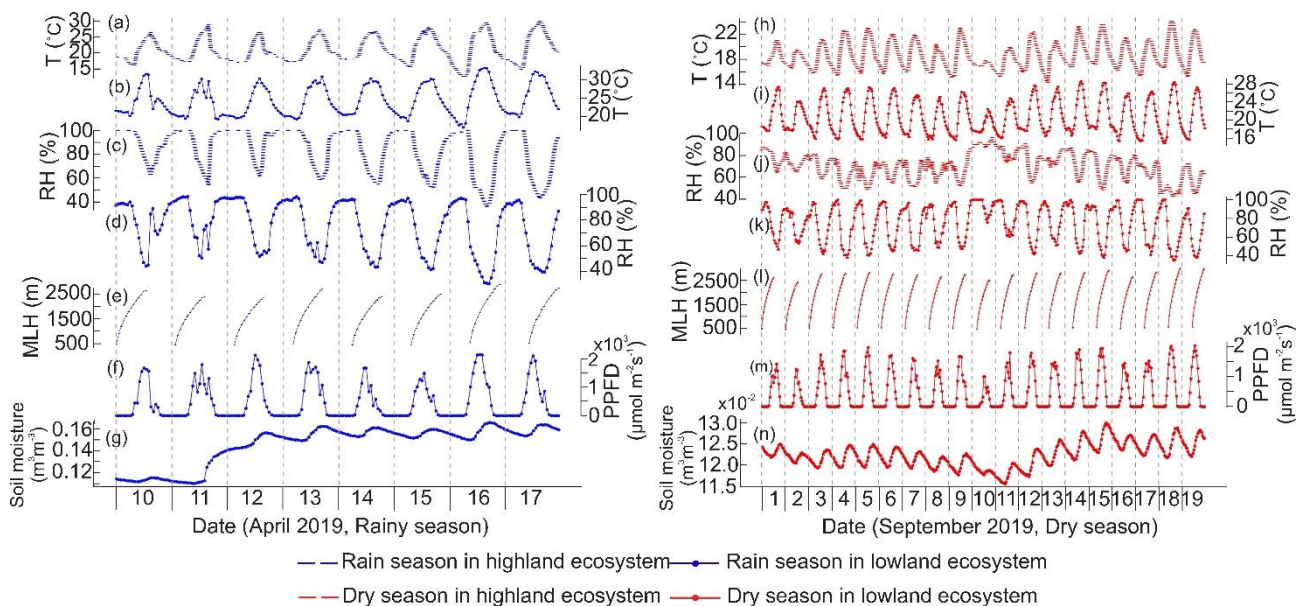 (a)
T (°C)
30
25
20
15
(b)
30
25
20
T (°C)
(c)
RH (%)
100
80
60
40
(d)
100
80
60
40
RH (%)
(e)
MLH (m)
2500
1500
500
(f)
x10³
2
1
0
PPFD
(µmol m⁻²s⁻¹)
(g)
Soil moisture
(m³m⁻³)
0.16
0.14
0.12
10 11 12 13 14 15 16 17
Date (April 2019, Rainy season)
(h)
T (°C)
22
18
14
(i)
28
24
20
16
T (°C)
(j)
RH (%)
100
80
60
40
(k)
100
80
60
40
RH (%)
(l)
MLH (m)
2500
1500
500
(m)
x10³
2
1
0
PPFD
(µmol m⁻²s⁻¹)
(n)
x10⁻²
Soil moisture
(m³m⁻³)
13.0
12.5
12.0
11.5
1 2 3 4 5 6 7 8 9 10 11 12 13 14 15 16 17 18 19
Date (September 2019, Dry season)
Rain season in highland ecosystem
Rain season in lowland ecosystem
Dry season in highland ecosystem
Dry season in lowland ecosystem